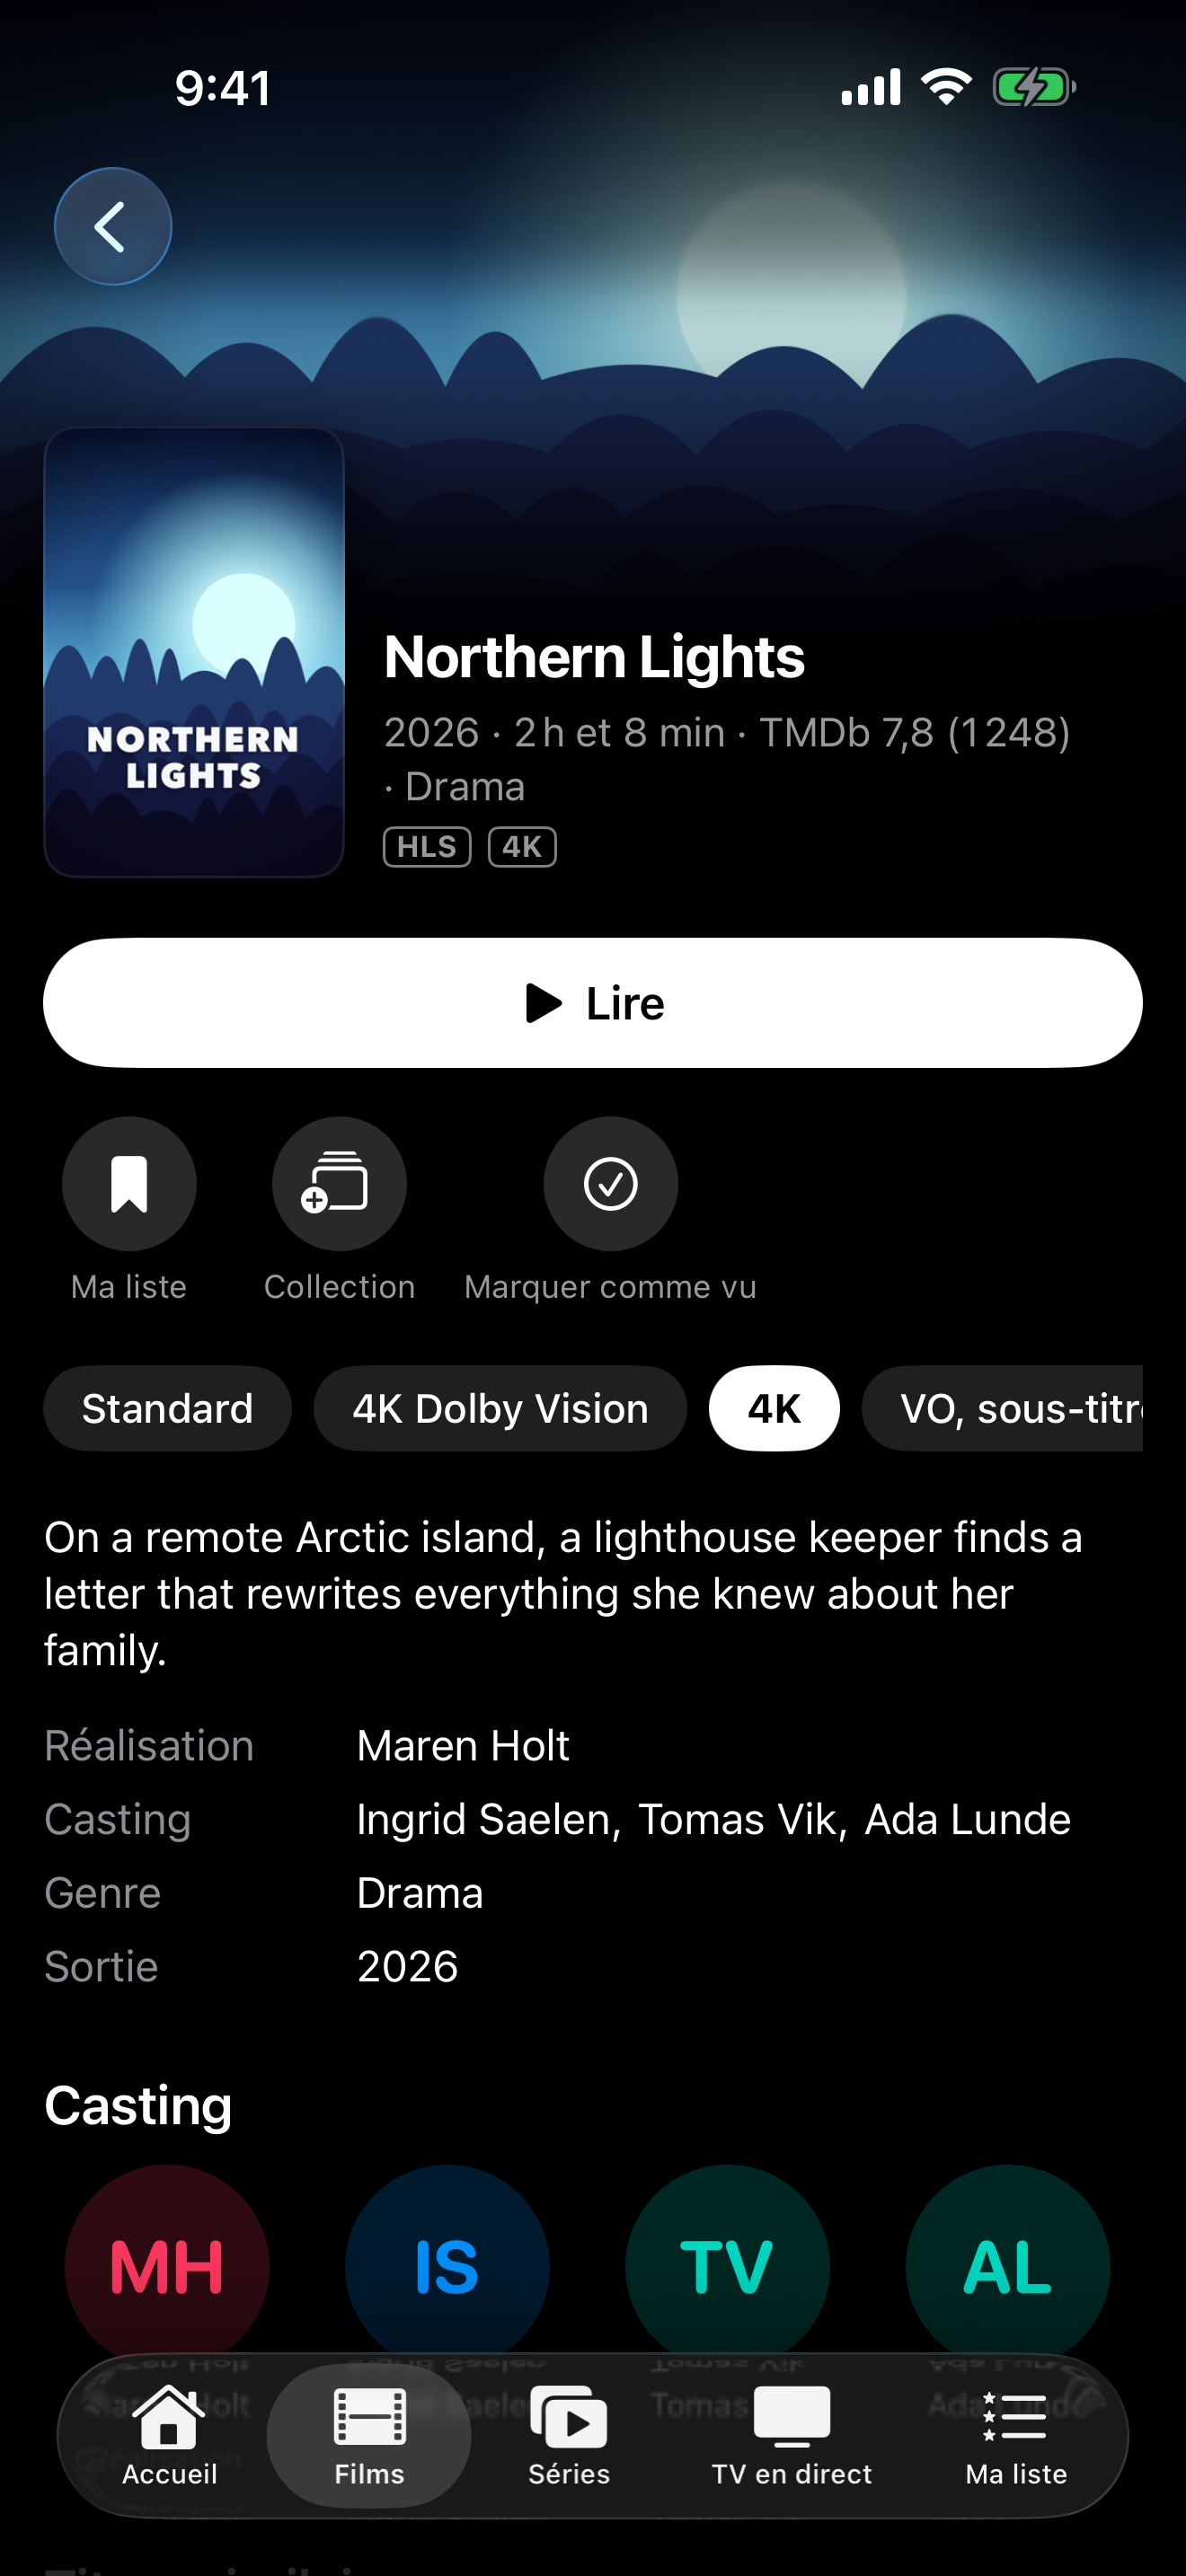 9:41
NORTHERN
LIGHTS
Northern Lights
2026 · 2 h et 8 min · TMDb 7,8 (1 248)
· Drama
HLS 4K
Lire
Ma liste Collection Marquer comme vu
Standard 4K Dolby Vision 4K VO, sous-titr
On a remote Arctic island, a lighthouse keeper finds a
letter that rewrites everything she knew about her
family.
Réalisation Maren Holt
Casting Ingrid Saelen, Tomas Vik, Ada Lunde
Genre Drama
Sortie 2026
Casting
MH IS TV AL
Accueil Films Séries TV en direct Ma liste